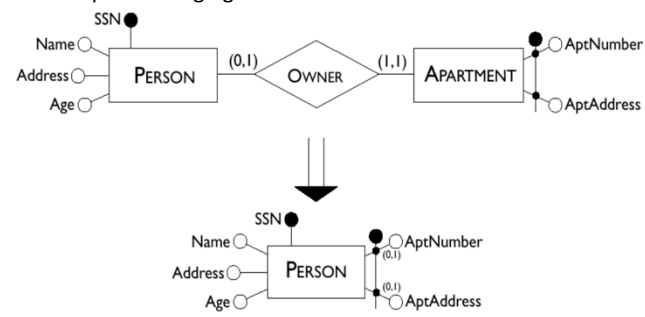 SSN
Name
Address
Age
PERSON
(0,1)
OWNER
(1,1)
APARTMENT
AptNumber
AptAddress
SSN
Name
Address
Age
PERSON
AptNumber
(0,1)
(0,1)
AptAddress